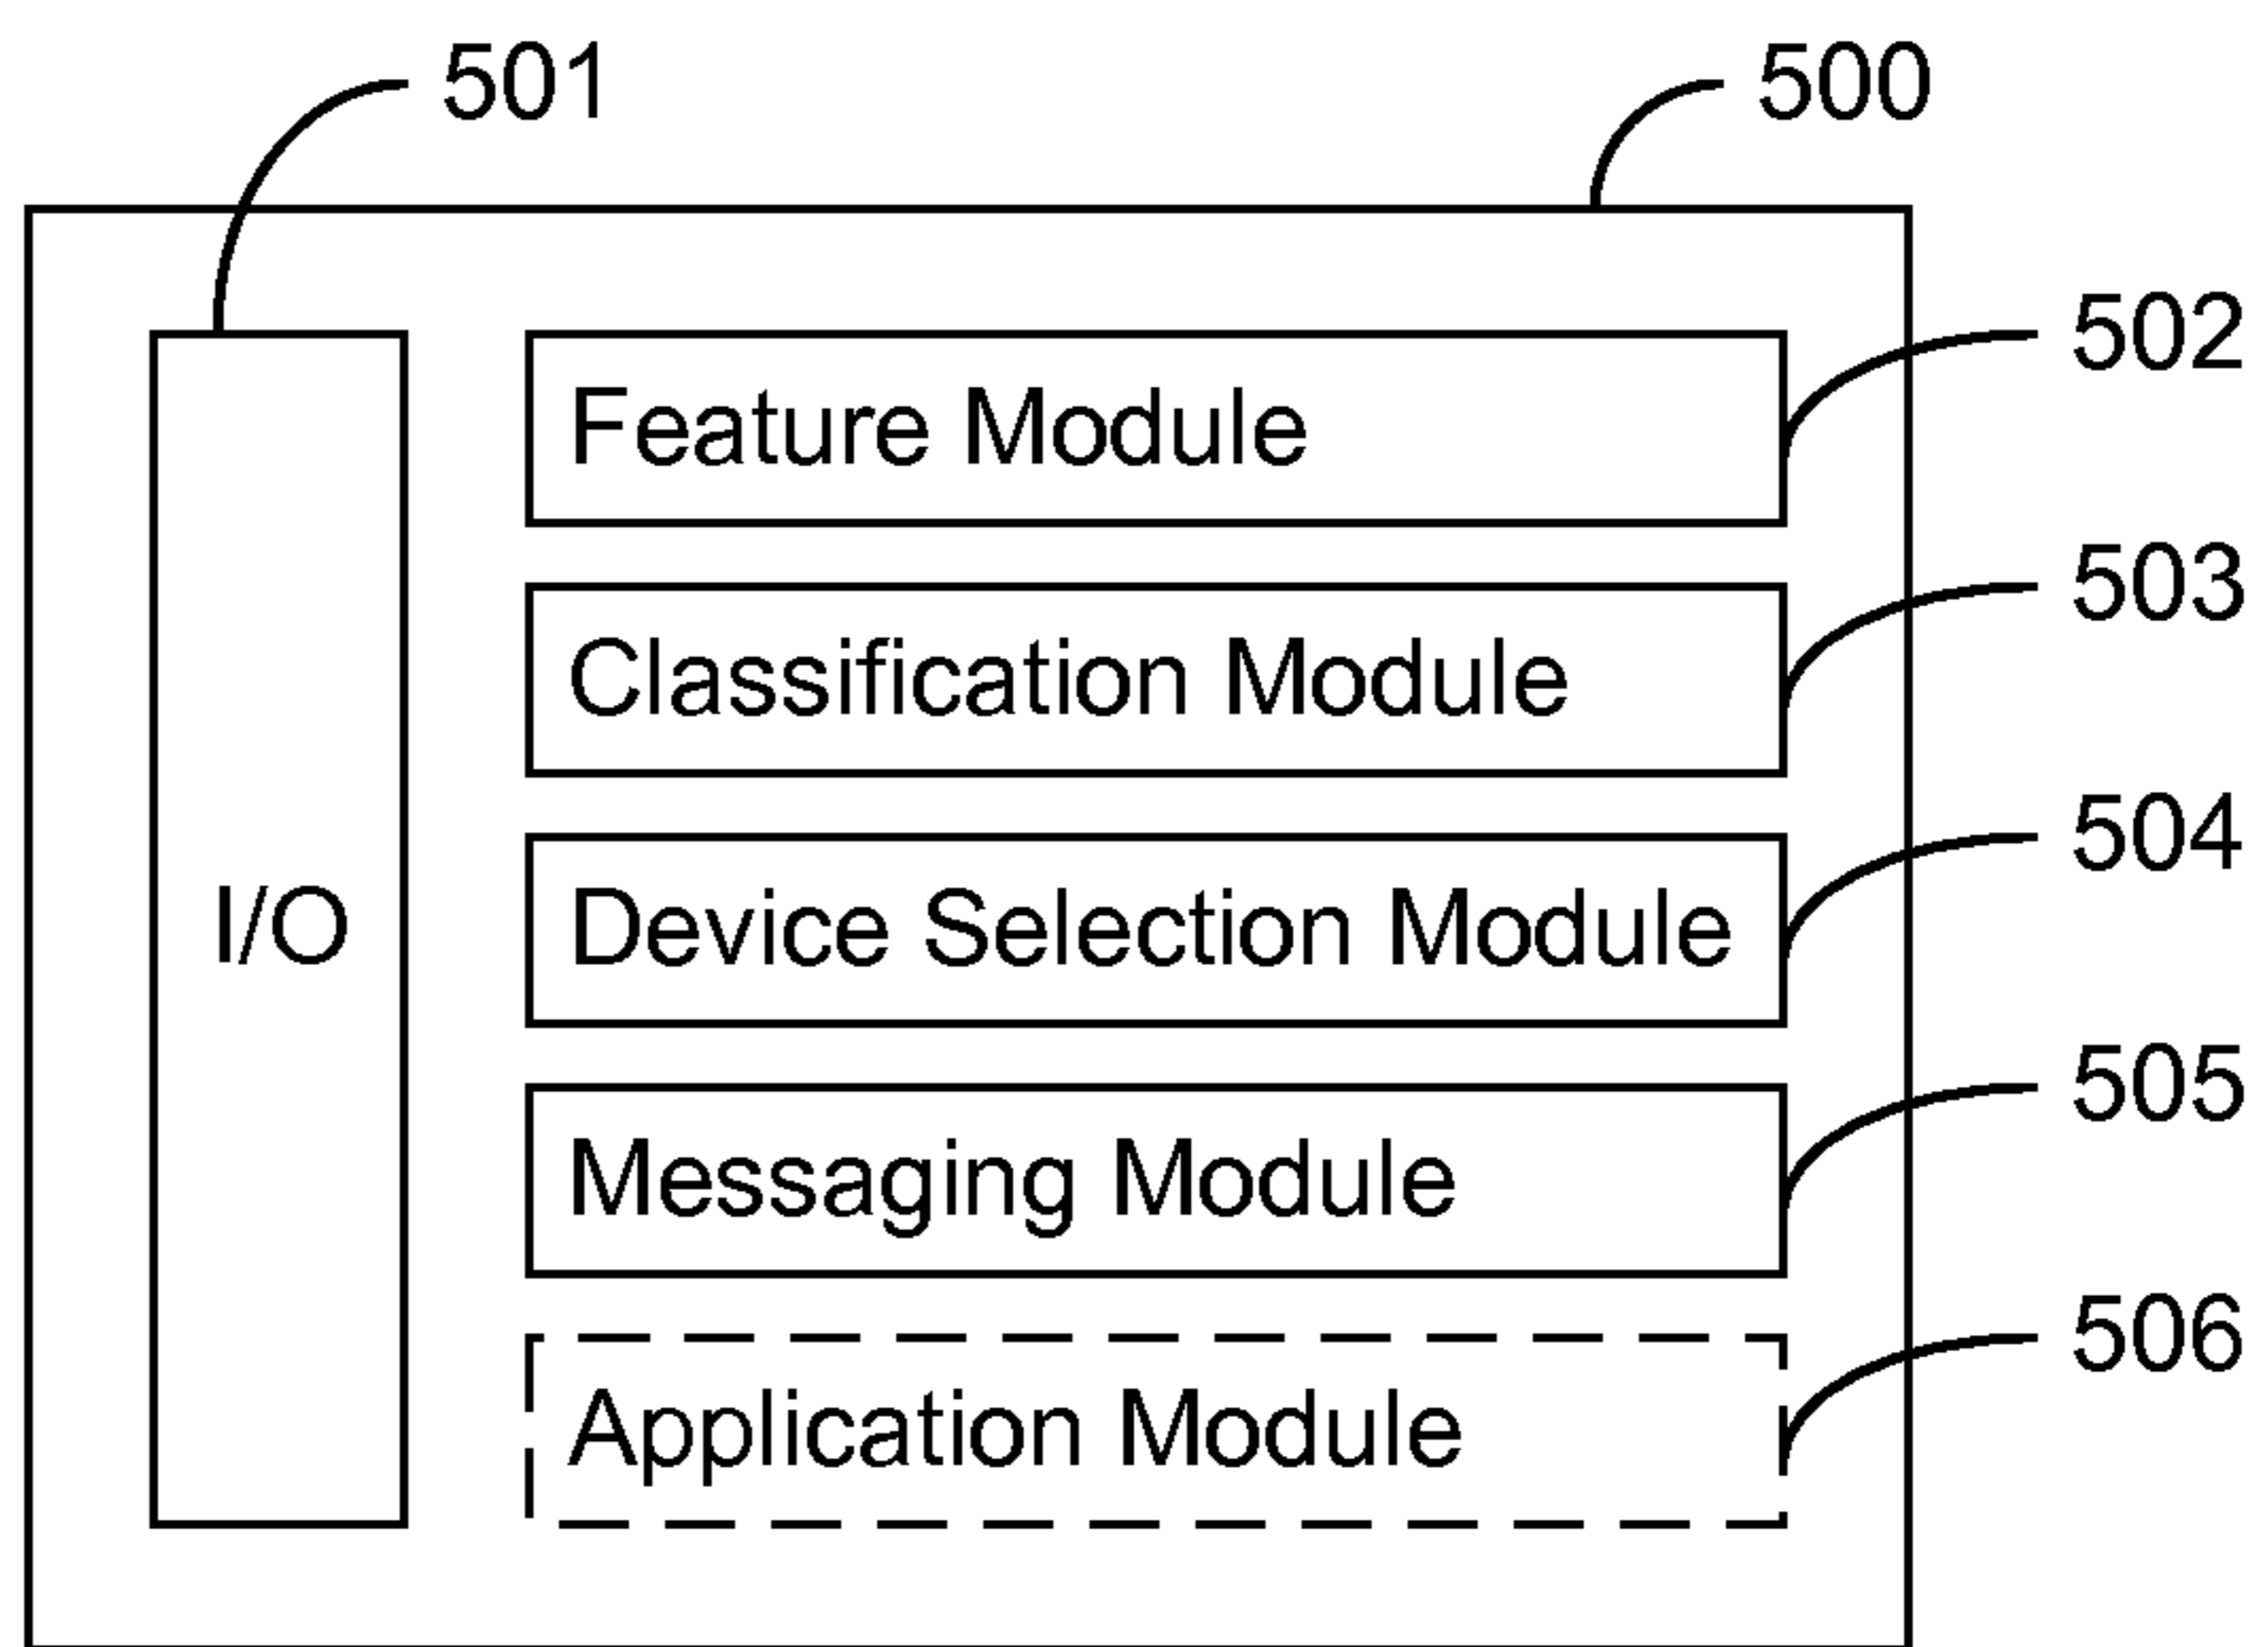 501
500
502
Feature Module
503
Classification Module
504
I/O
Device Selection Module
505
Messaging Module
506
Application Module